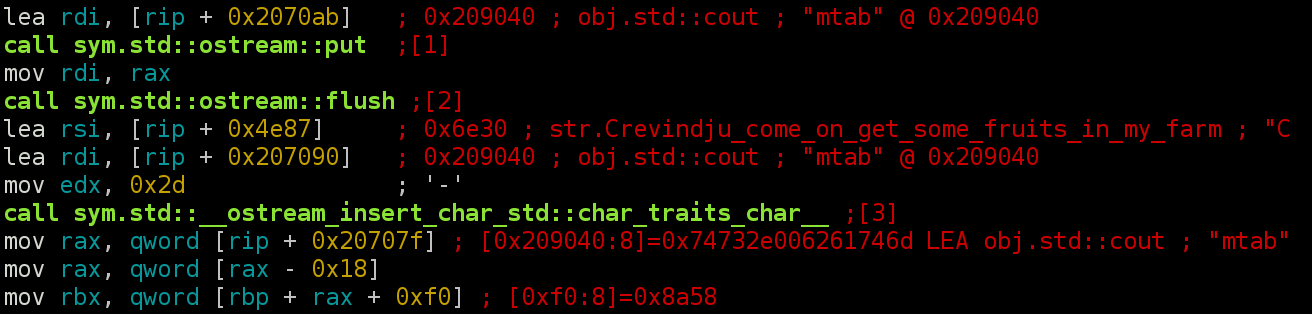 lea rdi, [rip + 0x2070ab]   ; 0x209040 ; obj.std::cout ; "mtab" @ 0x209040
call sym.std::ostream::put  ;[1]
mov rdi, rax
call sym.std::ostream::flush ;[2]
lea rsi, [rip + 0x4e87]     ; 0x6e30 ; str.Crevindju_come_on_get_some_fruits_in_my_farm ; "C
lea rdi, [rip + 0x207090]   ; 0x209040 ; obj.std::cout ; "mtab" @ 0x209040
mov edx, 0x2d               ; '-'
call sym.std::__ostream_insert_char_std::char_traits_char__ ;[3]
mov rax, qword [rip + 0x20707f] ; [0x209040:8]=0x74732e006261746d LEA obj.std::cout ; "mtab"
mov rax, qword [rax - 0x18]
mov rbx, qword [rbp + rax + 0xf0] ; [0xf0:8]=0x8a58